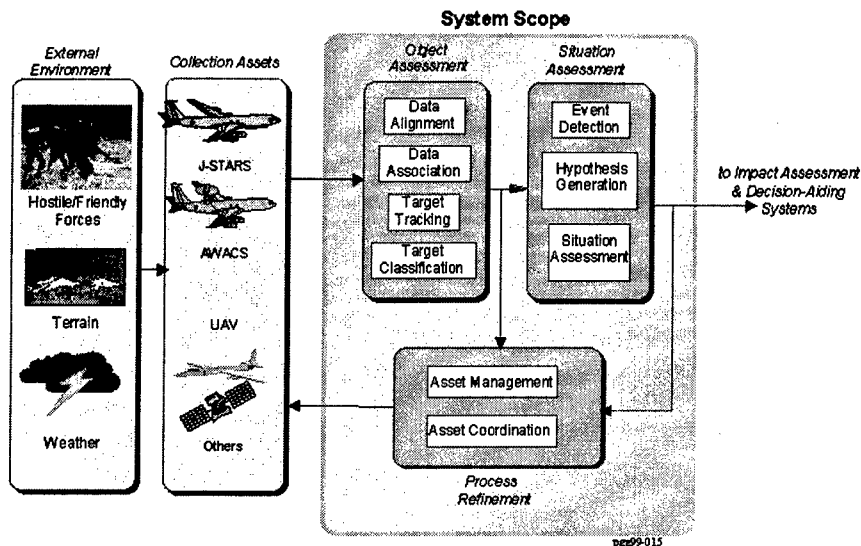 System Scope
External
Environment
Collection Assets
Object
Assessment
Situation
Assessment
Hostile/Friendly
Forces
Terrain
Weather
J-STARS
AWACS
UAV
Others
Data
Alignment
Data
Association
Target
Tracking
Target
Classification
Event
Detection
Hypothesis
Generation
Situation
Assessment
to Impact Assessment
& Decision-Aiding
Systems
Asset Management
Asset Coordination
Process
Refinement